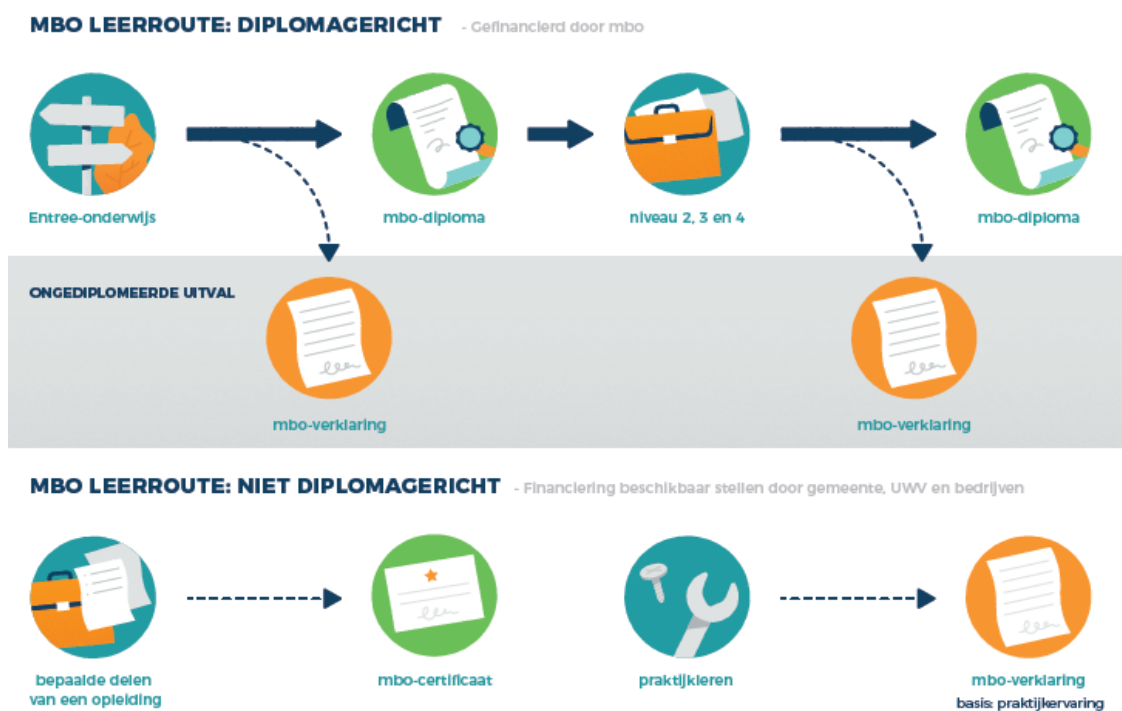 MBO LEERROUTE: DIPLOMAGERICHT - Gefinancierd door mbo
Entree-onderwijs
mbo-diploma
niveau 2, 3 en 4
mbo-diploma
ONGEDIPLOMEERDE UITVAL
mbo-verklaring
mbo-verklaring
MBO LEERROUTE: NIET DIPLOMAGERICHT - Financiering beschikbaar stellen door gemeente, UWV en bedrijven
bepaalde delen
van een opleiding
mbo-certificaat
praktijkleren
mbo-verklaring
basis: praktijkervaring